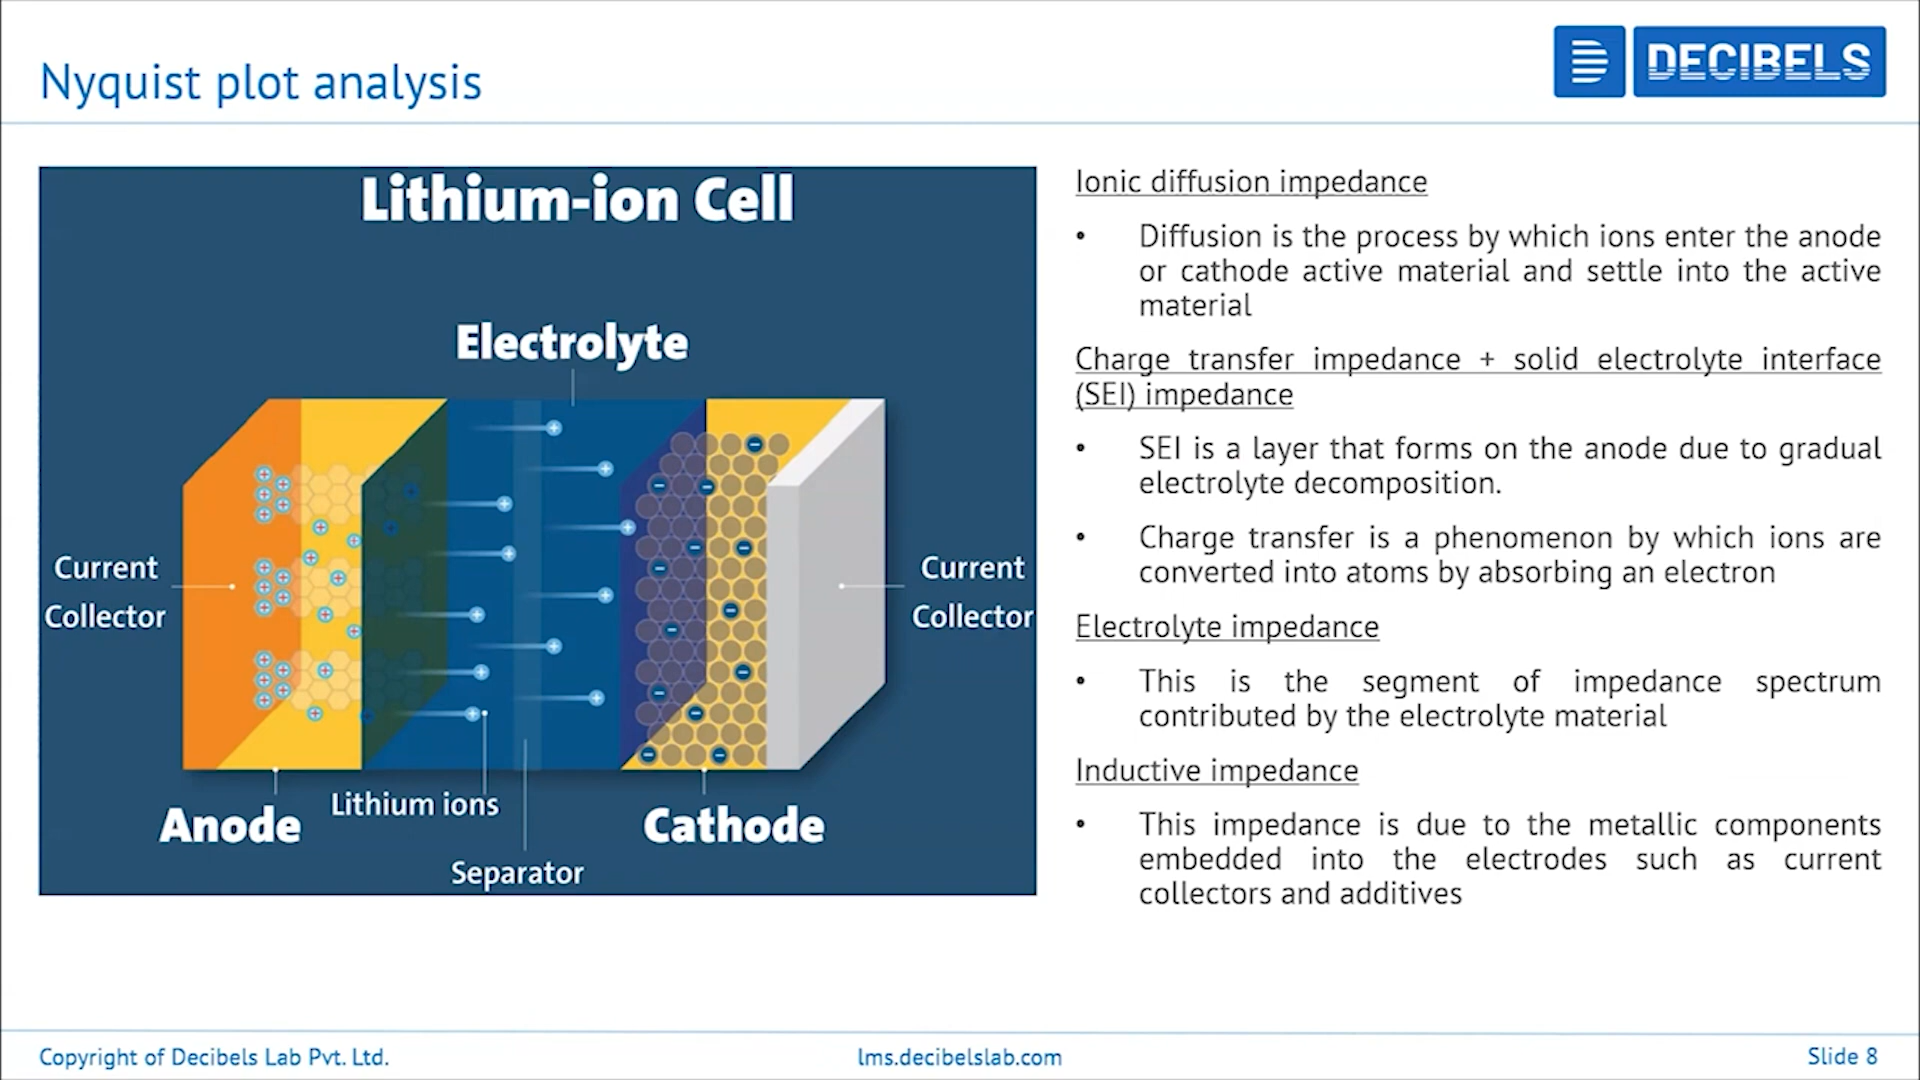 Nyquist plot analysis
DECIBELS
Lithium-ion Cell
Electrolyte
Current
Collector
Current
Collector
Anode
Lithium ions
Cathode
Separator
Ionic diffusion impedance
• Diffusion is the process by which ions enter the anode
or cathode active material and settle into the active
material
Charge transfer impedance + solid electrolyte interface
(SEI) impedance
• SEI is a layer that forms on the anode due to gradual
electrolyte decomposition.
• Charge transfer is a phenomenon by which ions are
converted into atoms by absorbing an electron
Electrolyte impedance
• This is the segment of impedance spectrum
contributed by the electrolyte material
Inductive impedance
• This impedance is due to the metallic components
embedded into the electrodes such as current
collectors and additives
Copyright of Decibels Lab Pvt. Ltd.
lms.decibelslab.com
Slide 8